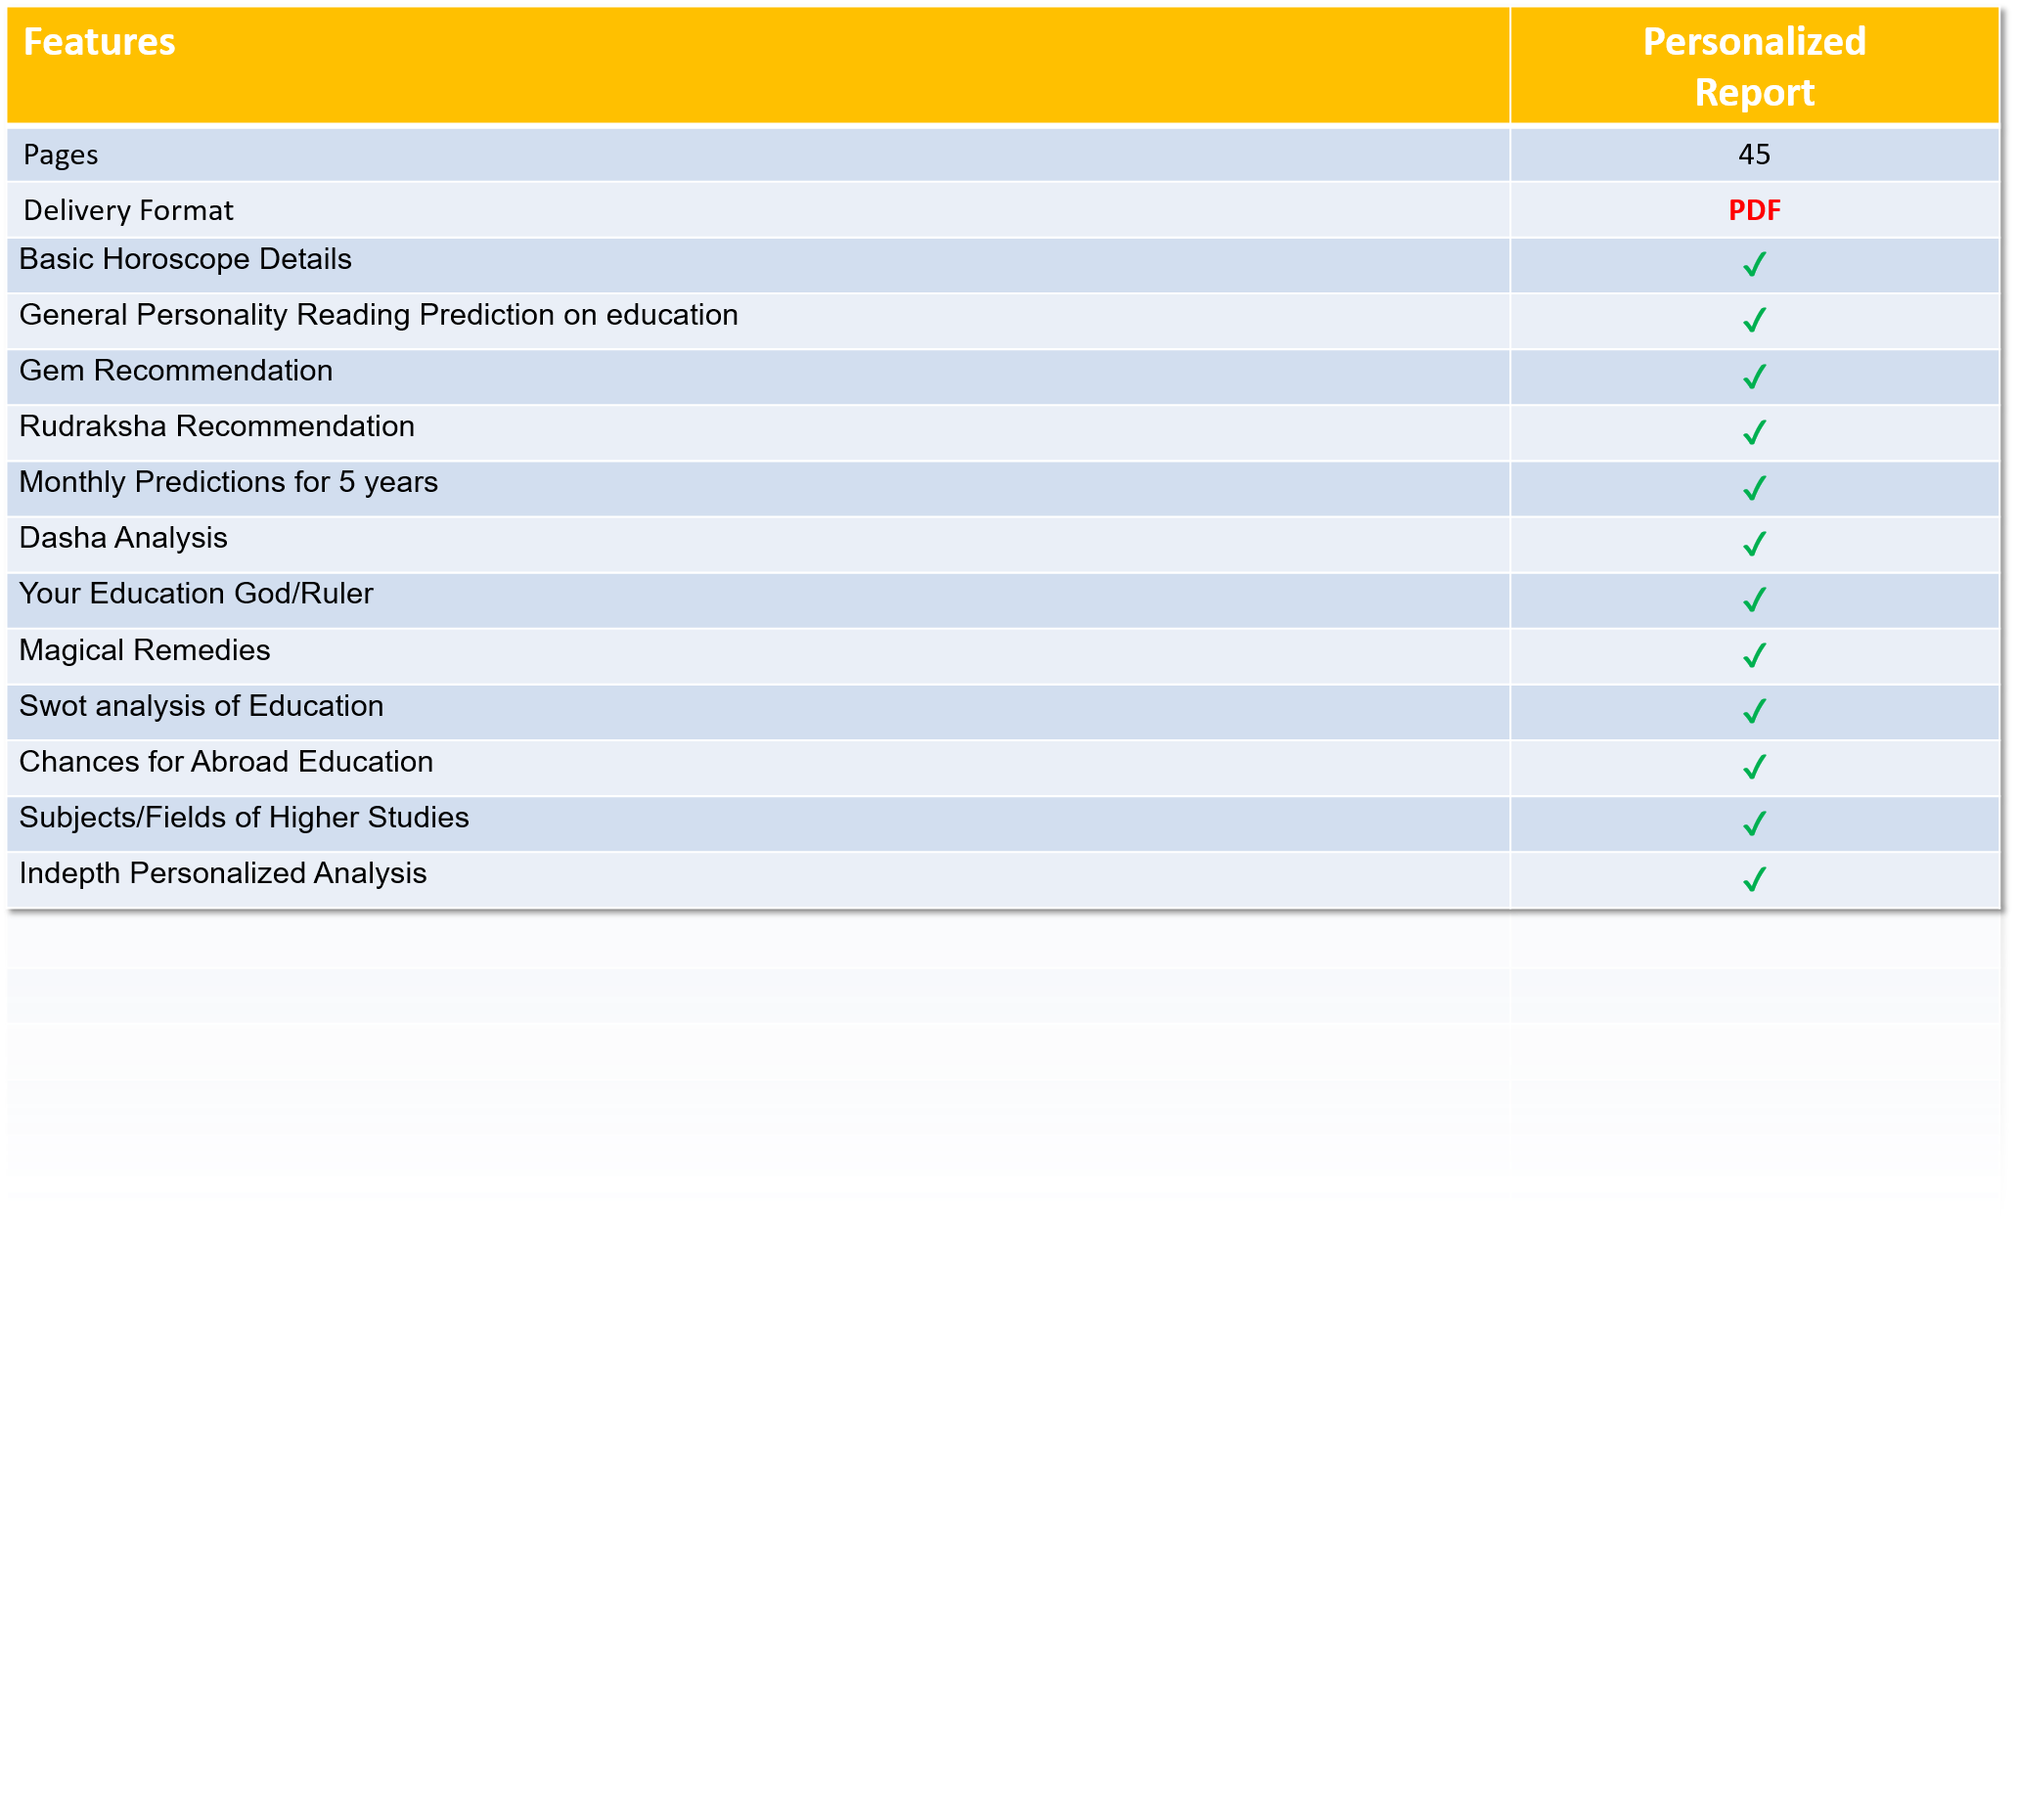 Features
Personalized
Report
Pages 45
Delivery Format PDF
Basic Horoscope Details ✓
General Personality Reading Prediction on education ✓
Gem Recommendation ✓
Rudraksha Recommendation ✓
Monthly Predictions for 5 years ✓
Dasha Analysis ✓
Your Education God/Ruler ✓
Magical Remedies ✓
Swot analysis of Education ✓
Chances for Abroad Education ✓
Subjects/Fields of Higher Studies ✓
Indepth Personalized Analysis ✓